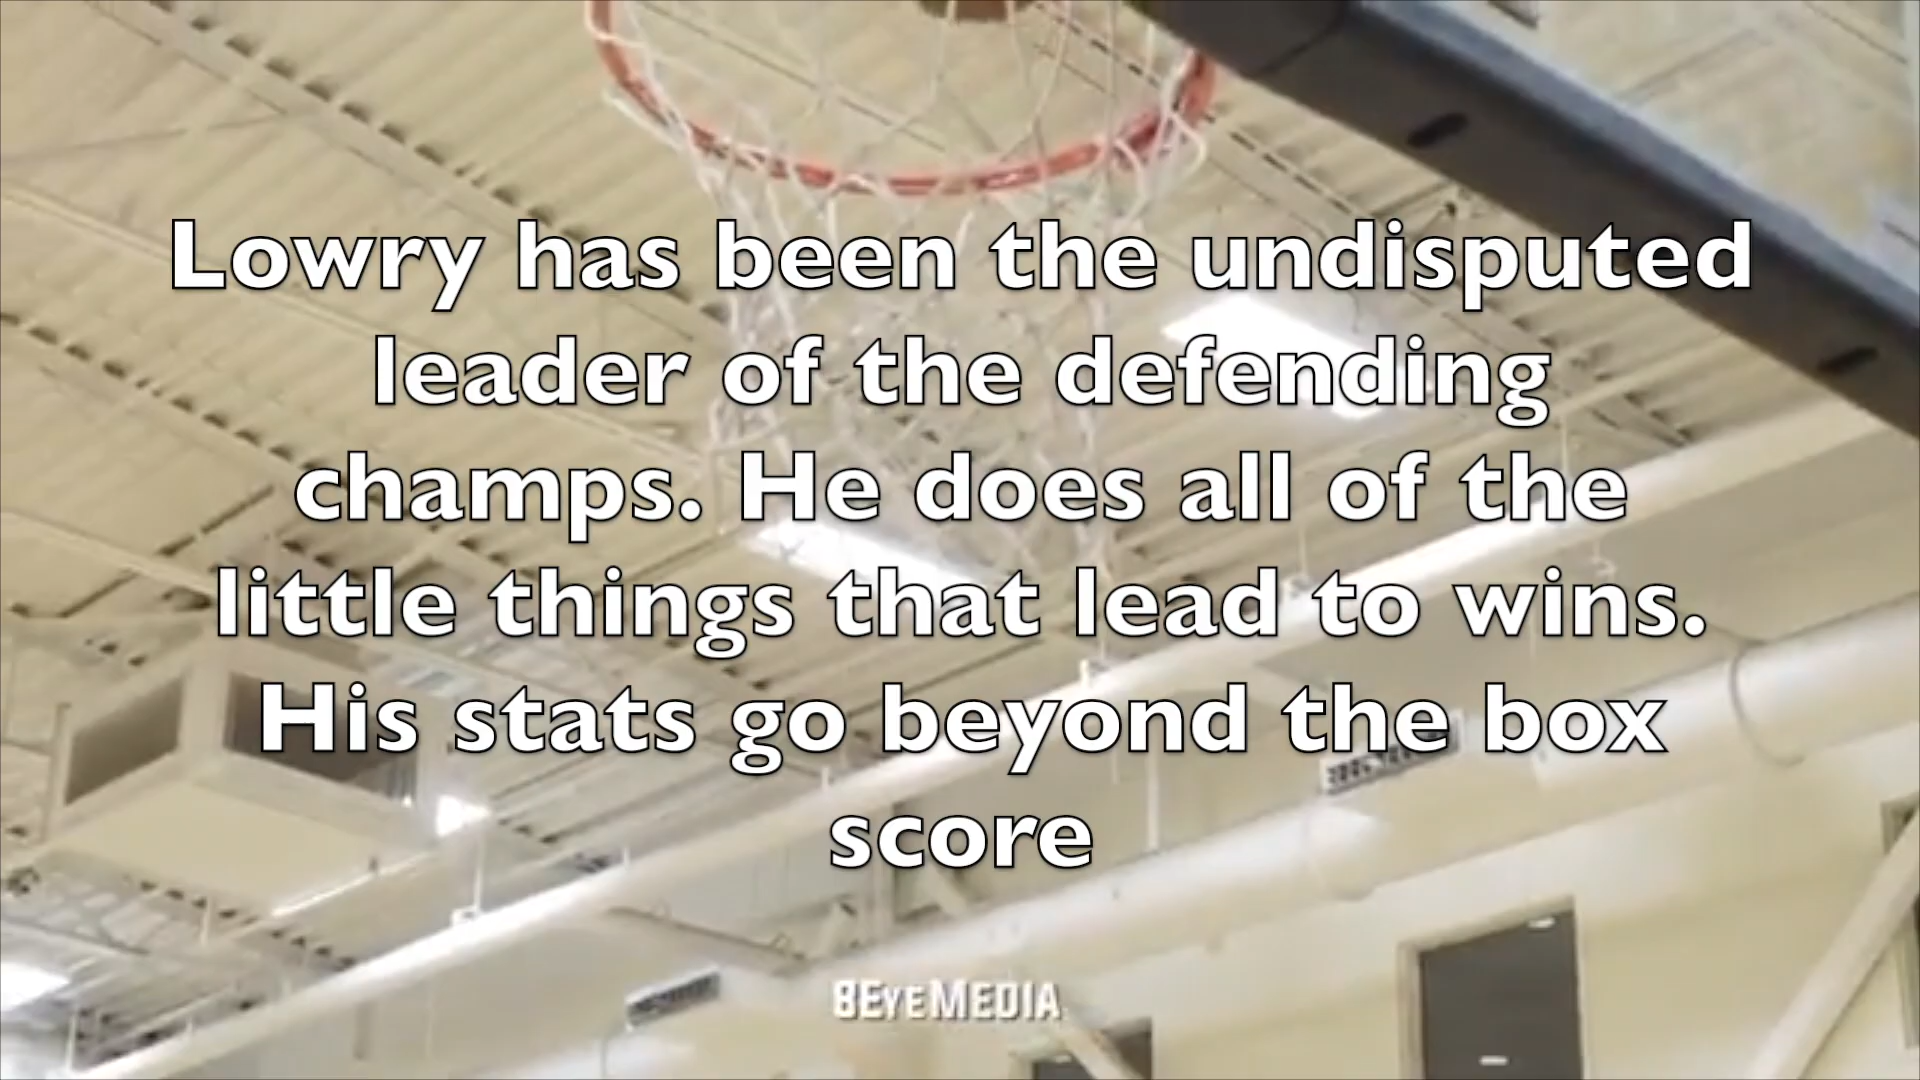 Lowry has been the undisputed
leader of the defending
champs. He does all of the
little things that lead to wins.
His stats go beyond the box
score
8EYEMEDIA